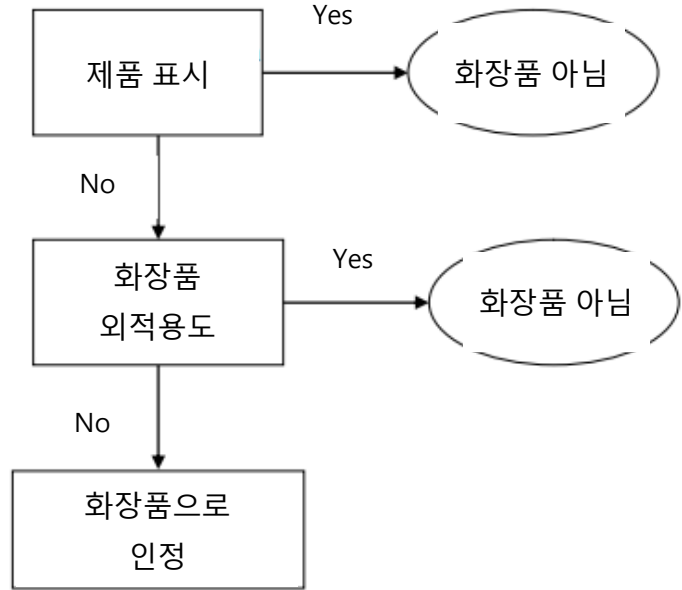 Yes
제품 표시
화장품 아님
No
Yes
화장품
외적용도
화장품 아님
No
화장품으로
인정